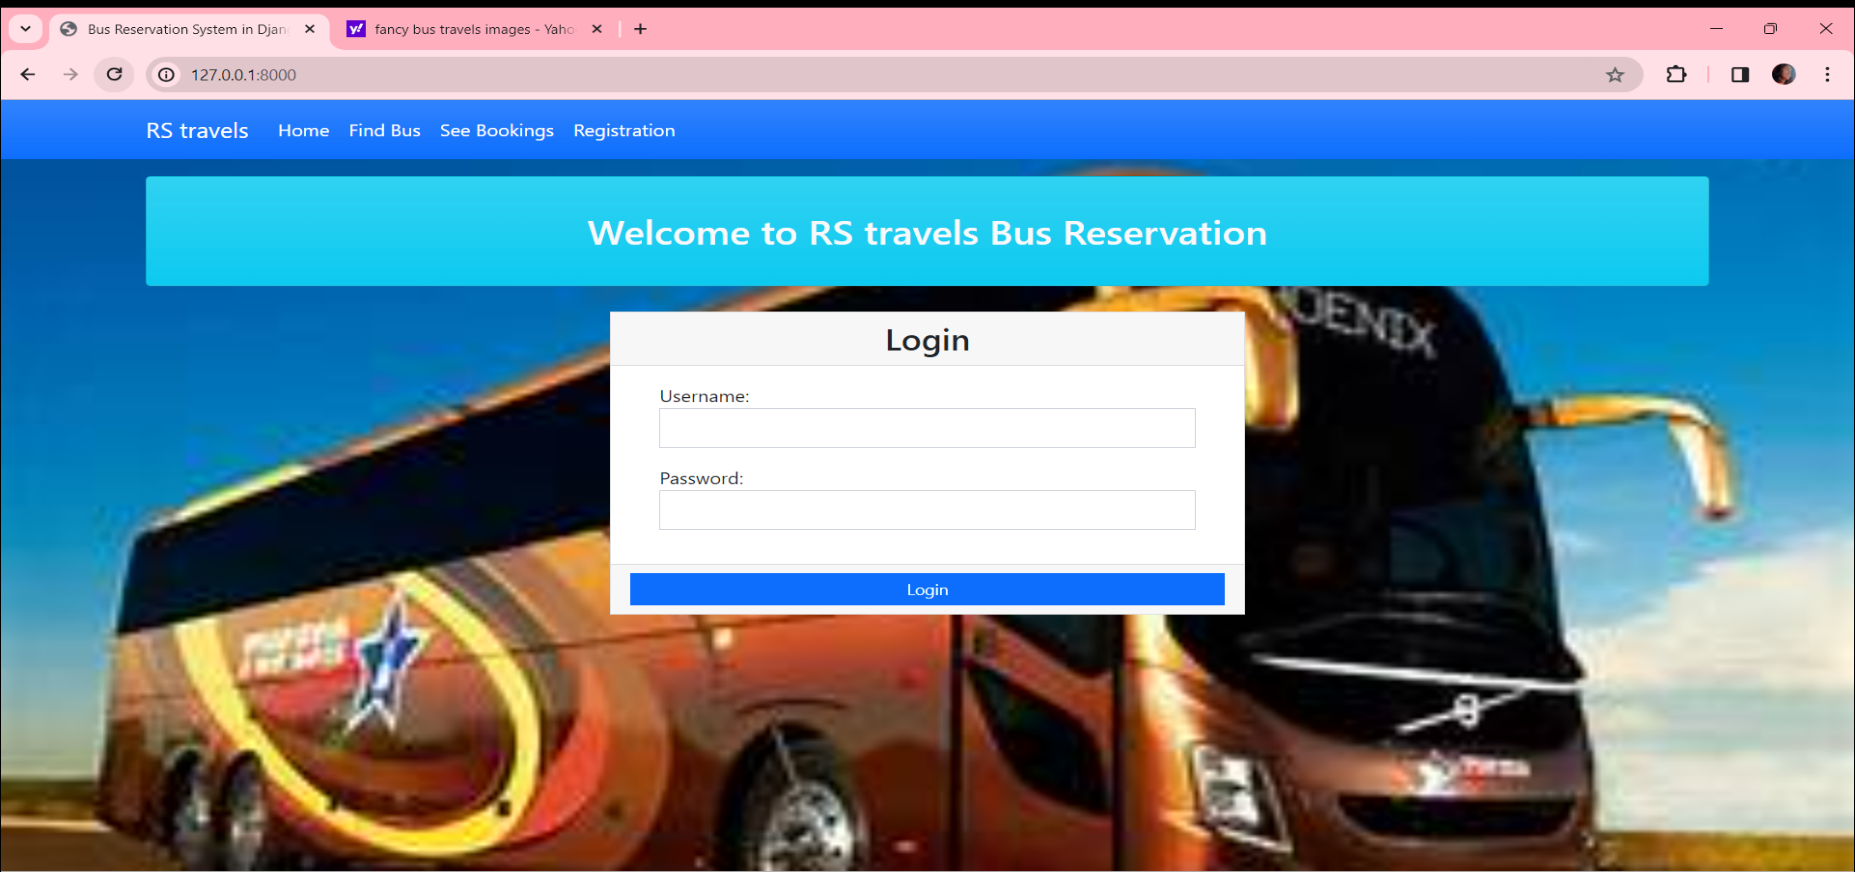 Bus Reservation System in Djan
fancy bus travels images - Yaho
127.0.0.1:8000
RS travels Home Find Bus See Bookings Registration
Welcome to RS travels Bus Reservation
OENIX
Login
Username:
Password:
Login